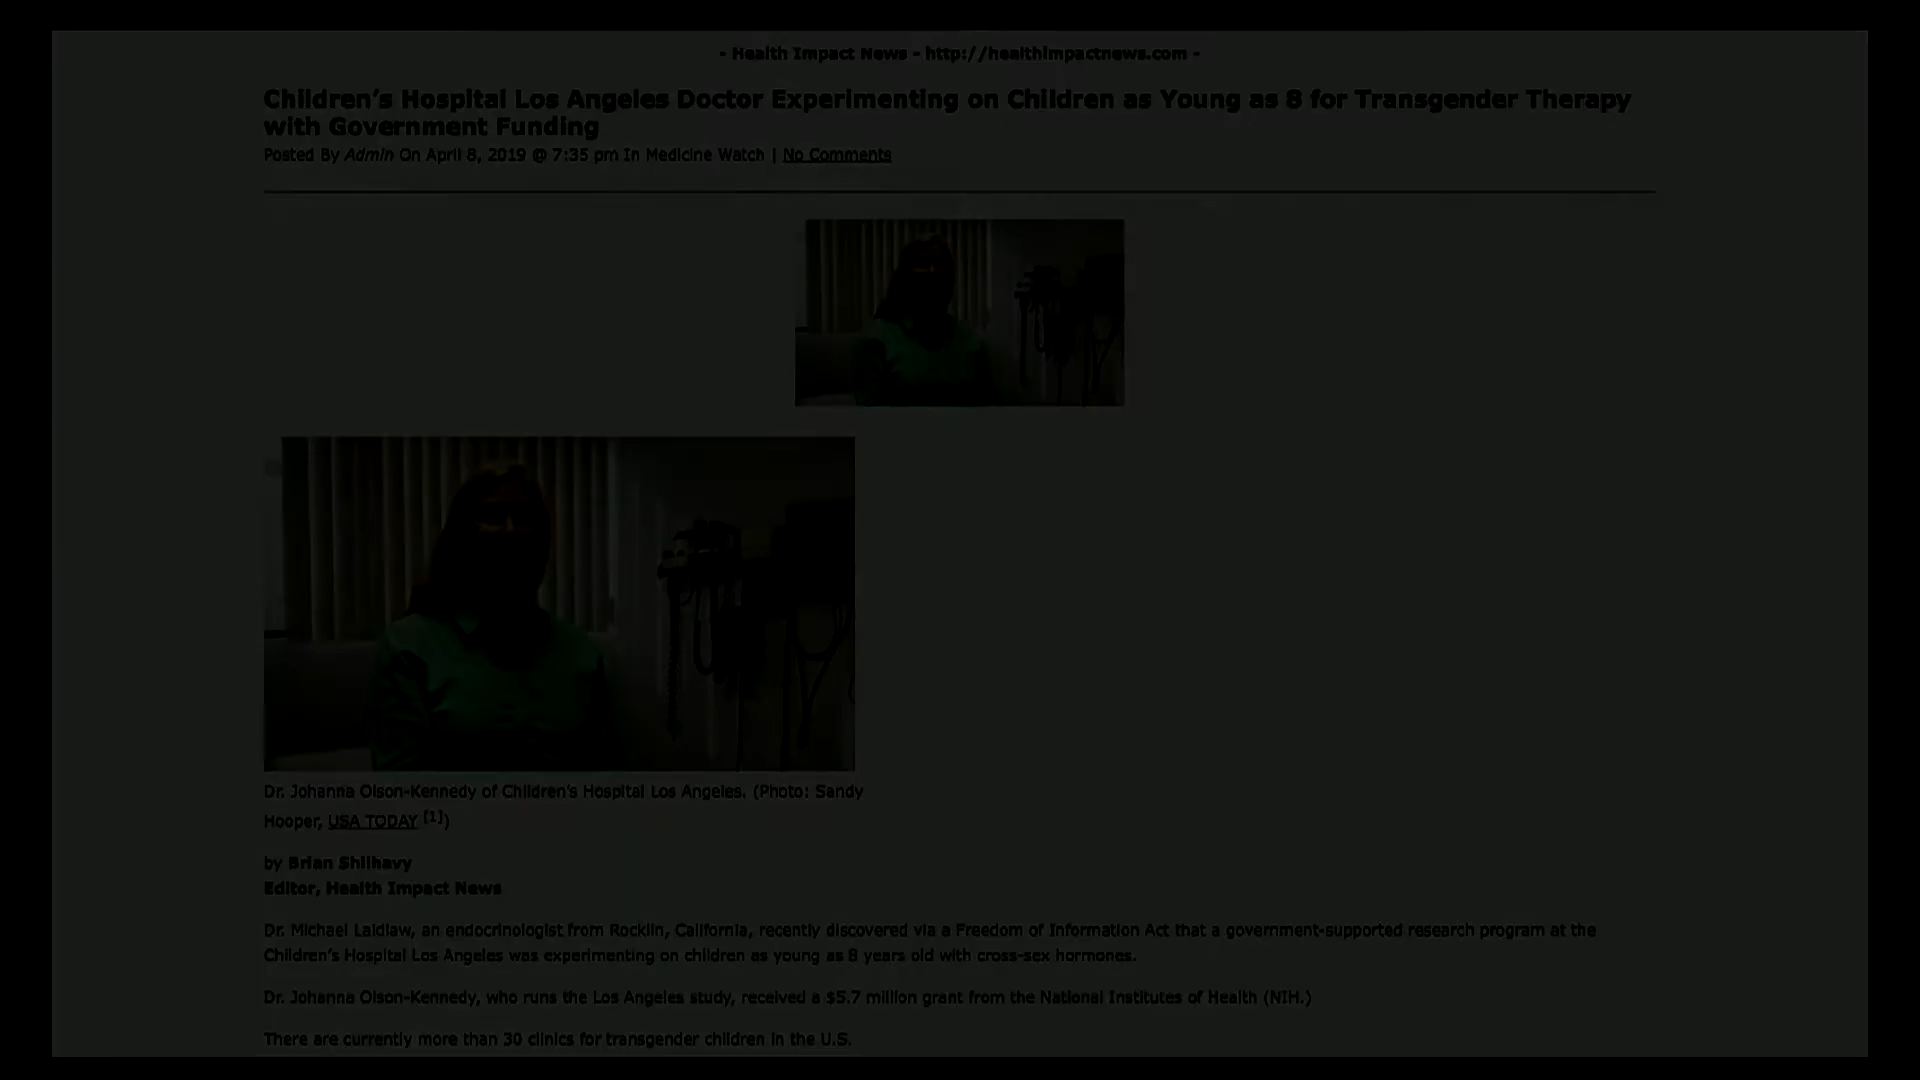 - Health Impact News - http://healthimpactnews.com -
Children's Hospital Los Angeles Doctor Experimenting on Children as Young as 8 for Transgender Therapy
with Government Funding
Posted By Admin On April 8, 2019 @ 7:35 pm In Medicine Watch | No Comments
Dr. Johanna Olson-Kennedy of Children's Hospital Los Angeles. (Photo: Sandy
Hooper, USA TODAY [1])
by Brian Shilhavy
Editor, Health Impact News
Dr. Michael Laidlaw, an endocrinologist from Rocklin, California, recently discovered via a Freedom of Information Act that a government-supported research program at the
Children's Hospital Los Angeles was experimenting on children as young as 8 years old with cross-sex hormones.
Dr. Johanna Olson-Kennedy, who runs the Los Angeles study, received a $5.7 million grant from the National Institutes of Health (NIH.)
There are currently more than 30 clinics for transgender children in the U.S.